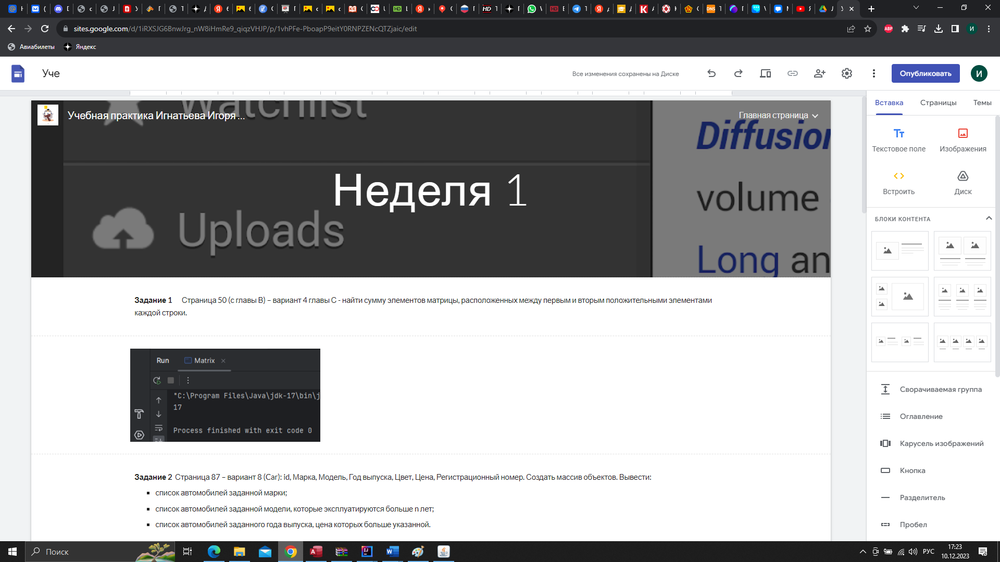 sites.google.com/d/1iRXSJG6BnwJrg_nW8iHmRe9_qiqzVHJP/p/1vhPFe-PboapP9eitY0RNPZENcQTZjaic/edit
ABP
И
Авиабилеты
Яндекс
Уче
Все изменения сохранены на Диске
Опубликовать
И
Вставка
Страницы
Темы
Watchlist
Учебная практика Игнатьева Игоря ...
Главная страница
Diffusion
Неделя 1
volume
Uploads
Long an
Текстовое поле
Изображения
Встроить
Диск
БЛОКИ КОНТЕНТА
Задание 1 Страница 50 (с главы B) – вариант 4 главы C - найти сумму элементов матрицы, расположенных между первым и вторым положительными элементами
каждой строки.
Run
Matrix
"C:\Program Files\Java\jdk-17\bin\j
17
Process finished with exit code 0
Задание 2 Страница 87 – вариант 8 (Car): id, Марка, Модель, Год выпуска, Цвет, Цена, Регистрационный номер. Создать массив объектов. Вывести:
список автомобилей заданной марки;
список автомобилей заданной модели, которые эксплуатируются больше n лет;
список автомобилей заданного года выпуска, цена которых больше указанной.
Сворачиваемая группа
Оглавление
Карусель изображений
Кнопка
Разделитель
Пробел
Поиск
РУС
17:23
10.12.2023